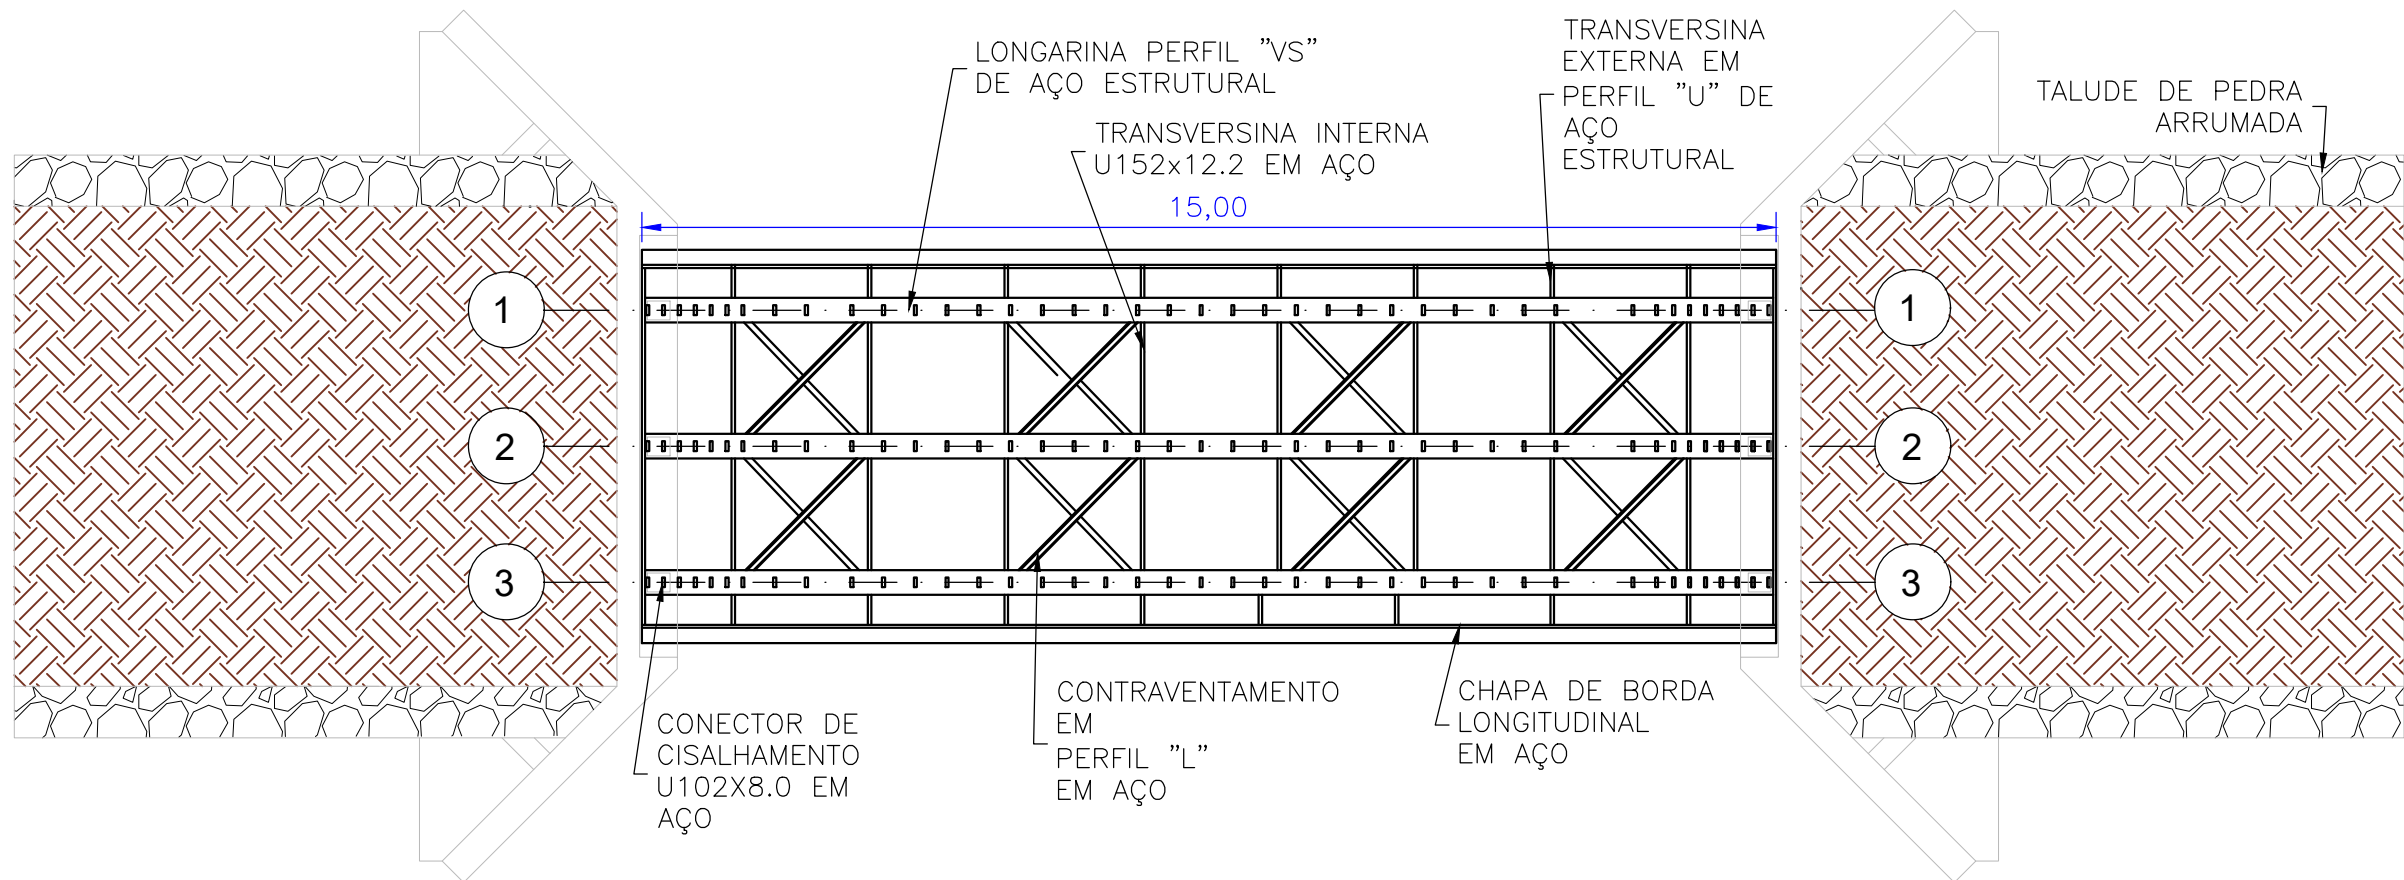 LONGARINA PERFIL "VS"
DE AÇO ESTRUTURAL
TRANSVERSINA INTERNA
U152x12.2 EM AÇO
TRANSVERSINA
EXTERNA EM
PERFIL "U" DE
AÇO
ESTRUTURAL
TALUDE DE PEDRA
ARRUMADA
15,00
1
1
2
2
3
3
CONECTOR DE
CISALHAMENTO
U102X8.0 EM
AÇO
CONTRAVENTAMENTO
EM
PERFIL "L"
EM AÇO
CHAPA DE BORDA
LONGITUDINAL
EM AÇO